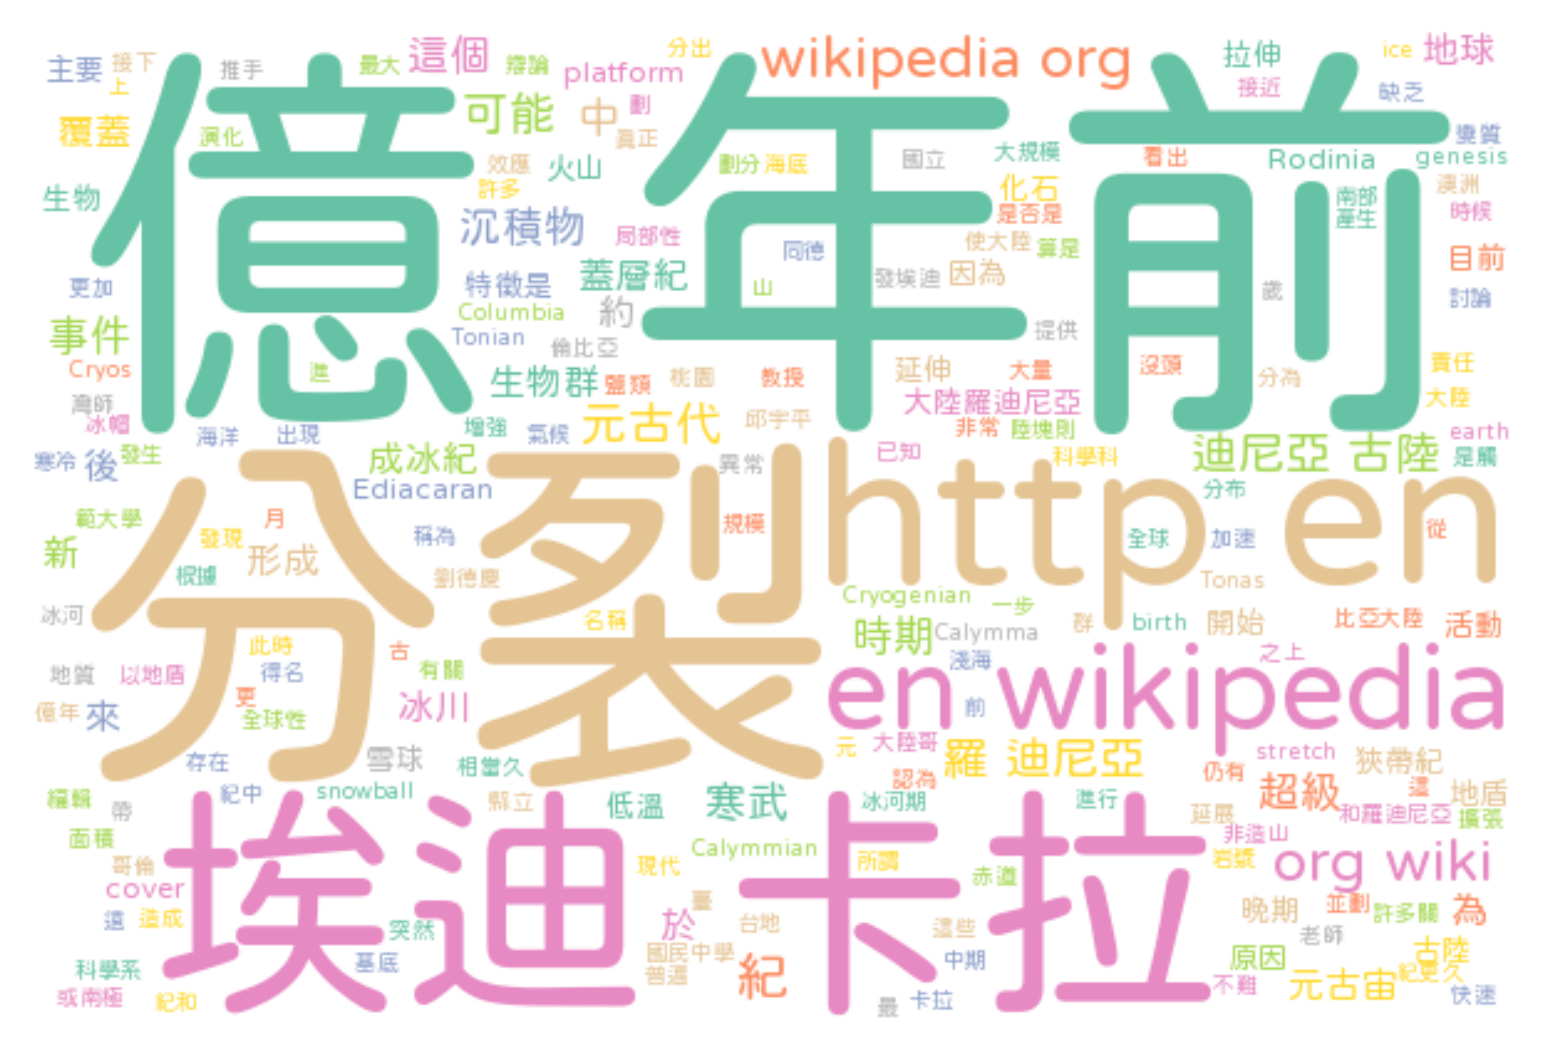 主要 接下 上 推手 最大 這個 辯論 platform 分出 wikipedia org 拉伸 ice 地球
接近 缺乏
億 年前
覆蓋 演化 可能 中 劃 真正 變質
效應 火山 劃分 海底 國立 大規模 看出 Rodinia genesis
生物 許多 化石 南部 澳洲
沉積物 局部性 同德 是否是 產生 時候
使大陸 算是 目前
更加 特徵是 蓋層紀 山 發埃迪 因為 歲 討論
事件 Columbia 約 提供
Tonian 倫比亞
Cryos 進 生物群 鹽類 桃園 教授 延伸 大量 沒頭 分為 責任
灣師 冰帽 元古代 邱宇平 大陸羅迪尼亞 大陸
海洋 出現 增強 氣候 非常 陸塊則 earth
寒冷 後 發生 成冰紀 異常 已知 科學科 迪尼亞 古陸 是觸
Ediacaran 分布
分裂 http en
範大學 月 規模 從
新 發現 形成 稱為 全球 加速
根據 劉德慶 Tonas
冰河 名稱 Cryogenian 一步 群 birth 開始 比亞大陸 活動
此時 古 時期 Calymma
地質 以地盾 得名 有關 淺海 之上
en wikipedia
億年 來 更 全球性 冰川 前
存在 雪球 相當久 元 大陸哥 羅 迪尼亞 stretch 狹帶紀
認為 仍有
編輯 帶 紀中 snowball 縣立 低溫 寒武 冰河期 進行 超級 這 地盾
面積 延展 和羅迪尼亞 擴張
埃迪 卡拉
哥倫 Calymmian 現代 所謂 非造山
cover 赤道 岩漿 org wiki
這 造成 突然 於 臺 台地 這些 晚期 並劃 許多關 為
老師
科學系 基底 國民中學 中期 原因 古陸
普遍 紀 不難 元古宙 紀更久
或南極 紀和 最 卡拉 快速